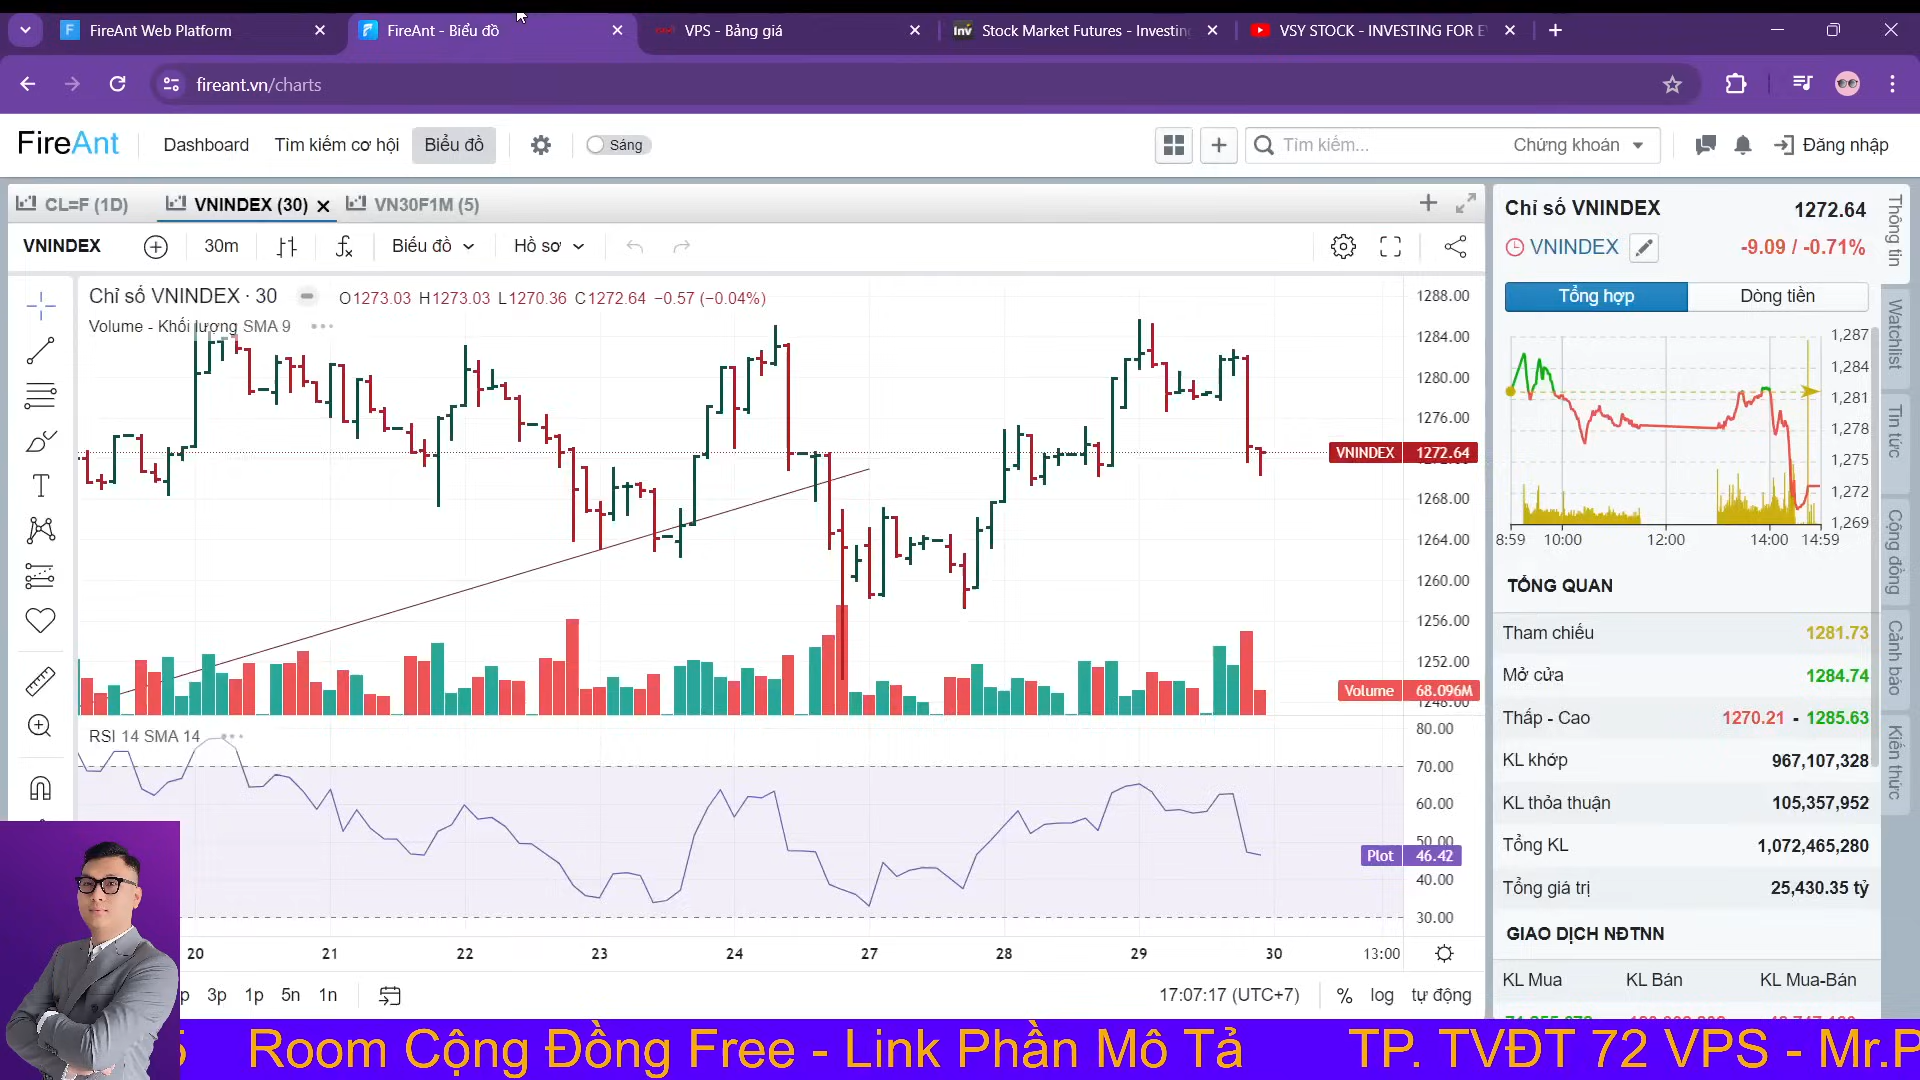 FireAnt Web Platform
FireAnt - Biểu đồ
VPS - Bảng giá
Stock Market Futures - Investing
VSY STOCK - INVESTING FOR E
fireant.vn/charts
FireAnt
Dashboard
Tìm kiếm cơ hội
Biểu đồ
Sáng
Tìm kiếm...
Chứng khoán
Đăng nhập
CL=F (1D)
VNINDEX (30)
VN30F1M (5)
VNINDEX
30m
Biểu đồ
Hồ sơ
Chỉ số VNINDEX · 30
O1273.03 H1273.03 L1270.36 C1272.64 −0.57 (−0.04%)
Volume - Khối lượng SMA 9
1288.00
1284.00
1280.00
1276.00
VNINDEX 1272.64
1268.00
1264.00
1260.00
1256.00
1252.00
Volume 68.096M
1248.00
RSI 14 SMA 14
80.00
70.00
60.00
50.00
Plot 46.42
40.00
30.00
20 21 22 23 24 27 28 29 30 13:00
3p 1p 5n 1n
17:07:17 (UTC+7)
% log tự động
Chỉ số VNINDEX
1272.64
VNINDEX
-9.09 / -0.71%
Tổng hợp
Dòng tiền
1,287
1,284
1,281
1,278
1,275
1,272
1,269
8:59 10:00 12:00 14:00 14:59
TỔNG QUAN
Tham chiếu 1281.73
Mở cửa 1284.74
Thấp - Cao 1270.21 - 1285.63
KL khớp 967,107,328
KL thỏa thuận 105,357,952
Tổng KL 1,072,465,280
Tổng giá trị 25,430.35 tỷ
GIAO DỊCH NĐTNN
KL Mua KL Bán KL Mua-Bán
Thông tin
Watchlist
Tin tức
Cộng đồng
Cảnh báo
Kiến thức
Room Cộng Đồng Free - Link Phần Mô Tả
TP. TVĐT 72 VPS - Mr.P